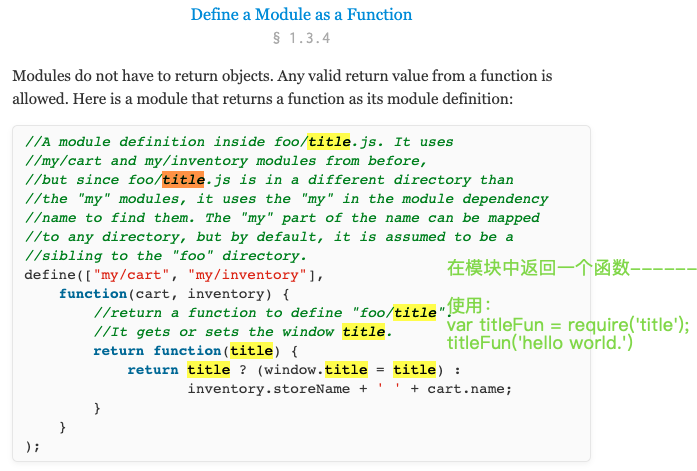 Define a Module as a Function
§ 1.3.4
Modules do not have to return objects. Any valid return value from a function is
allowed. Here is a module that returns a function as its module definition:
//A module definition inside foo/title.js. It uses
//my/cart and my/inventory modules from before,
//but since foo/title.js is in a different directory than
//the "my" modules, it uses the "my" in the module dependency
//name to find them. The "my" part of the name can be mapped
//to any directory, but by default, it is assumed to be a
//sibling to the "foo" directory.
define(["my/cart", "my/inventory"],
    function(cart, inventory) {
        //return a function to define "foo/title".
        //It gets or sets the window title.
        return function(title) {
            return title ? (window.title = title) :
                   inventory.storeName + ' ' + cart.name;
        }
    }
);
在模块中返回一个函数------
使用：
var titleFun = require('title');
titleFun('hello world.')